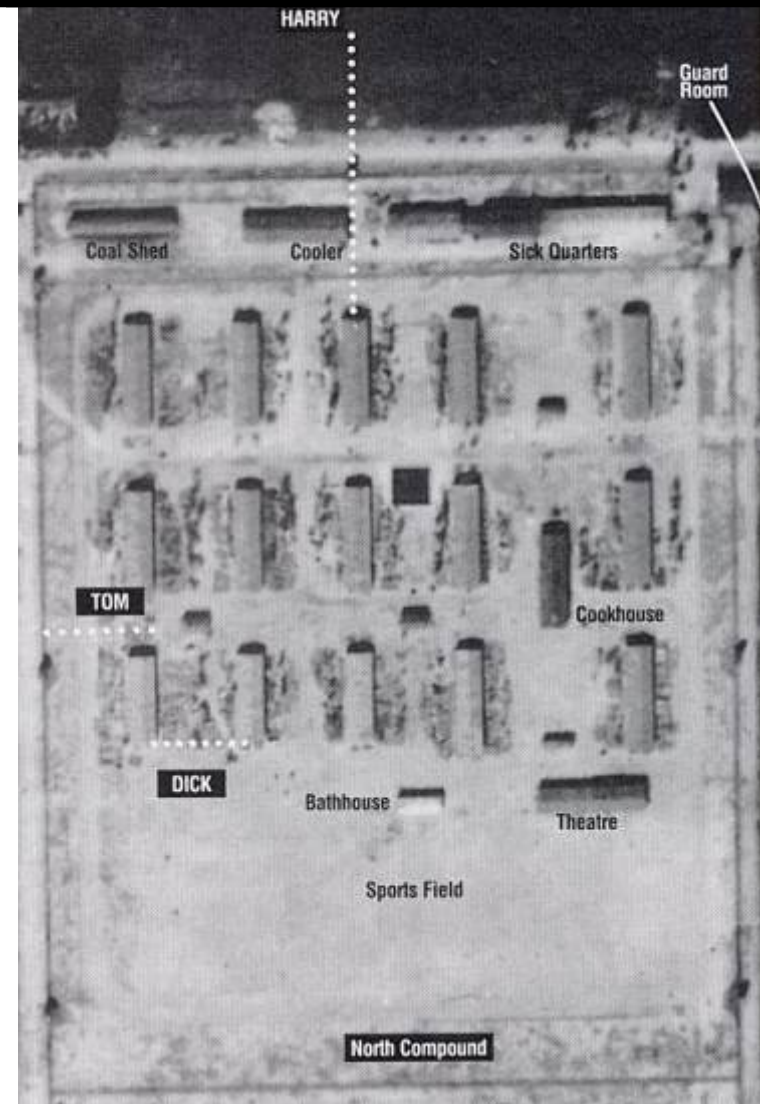 HARRY
Guard
Room
Coal Shed
Cooler
Sick Quarters
TOM
Cookhouse
DICK
Bathhouse
Theatre
Sports Field
North Compound